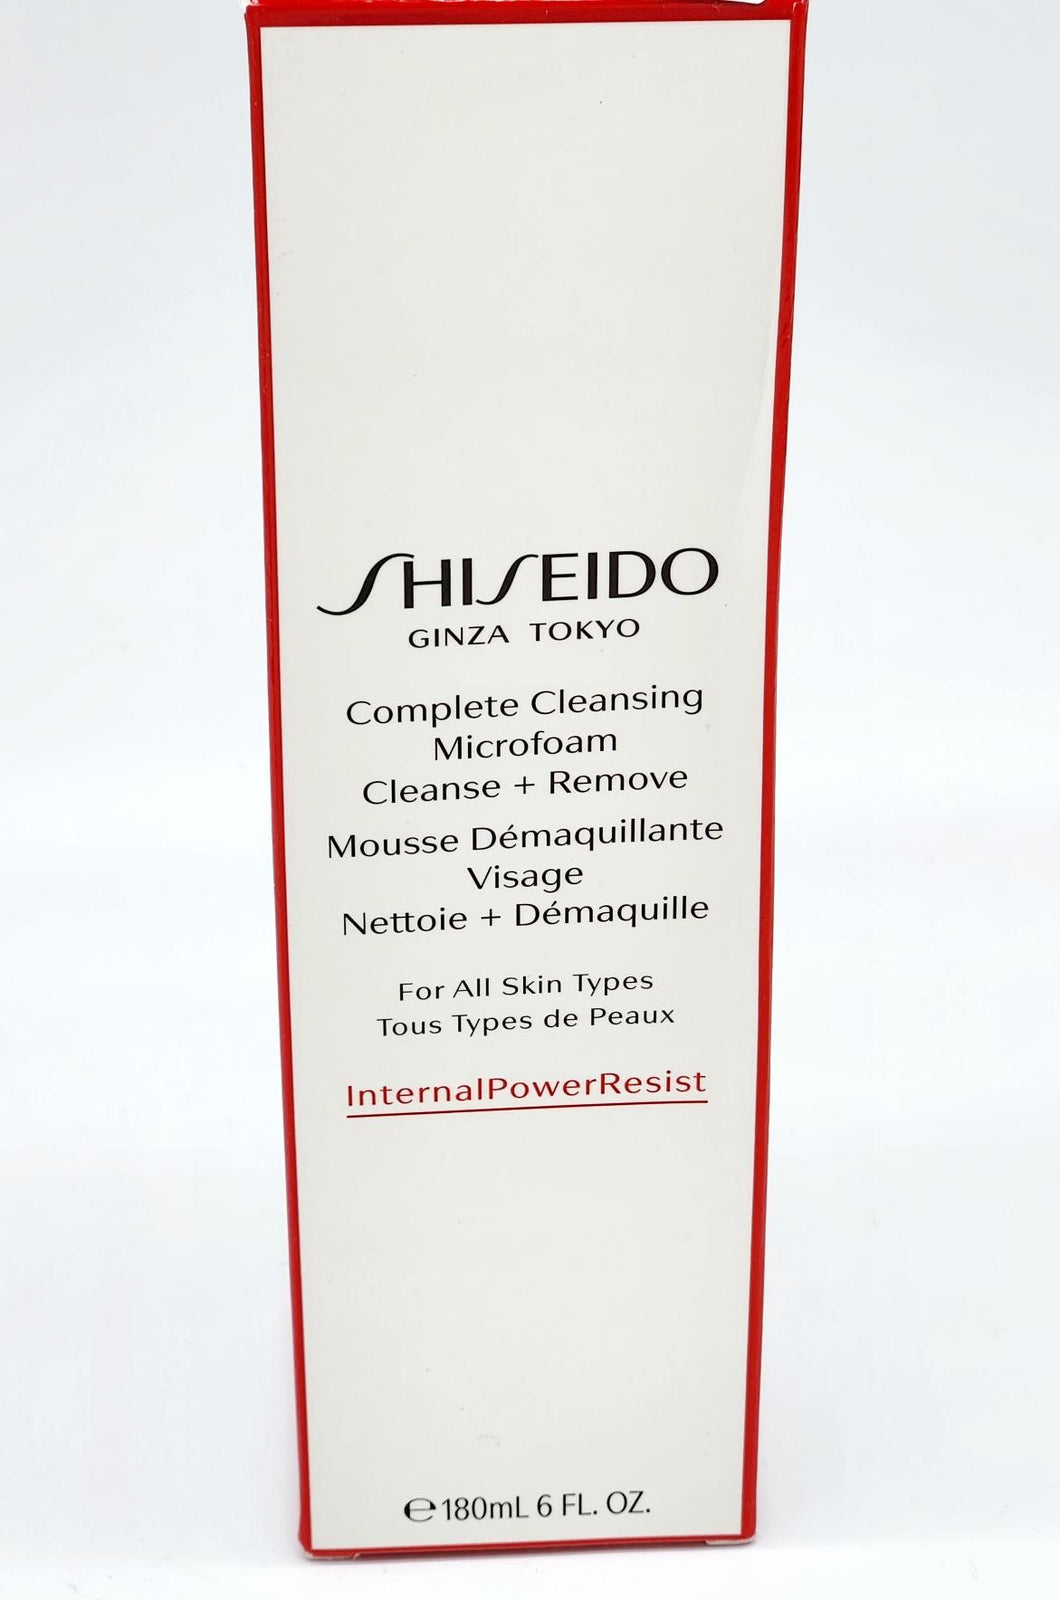 SHISEIDO
GINZA TOKYO
Complete Cleansing
Microfoam
Cleanse + Remove
Mousse Démaquillante
Visage
Nettoie + Démaquille
For All Skin Types
Tous Types de Peaux
InternalPowerResist
℮180mL 6 FL. OZ.